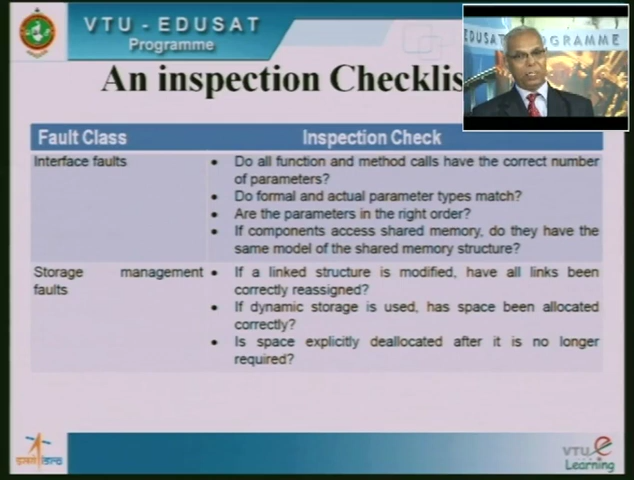 VTU - EDUSAT
Programme
An inspection Checklis
EDUSAT PROGRAMME
Fault Class
Inspection Check
Interface faults
• Do all function and method calls have the correct number
of parameters?
• Do formal and actual parameter types match?
• Are the parameters in the right order?
• If components access shared memory, do they have the
same model of the shared memory structure?
Storage management
faults
• If a linked structure is modified, have all links been
correctly reassigned?
• If dynamic storage is used, has space been allocated
correctly?
• Is space explicitly deallocated after it is no longer
required?
VTU e
Learning